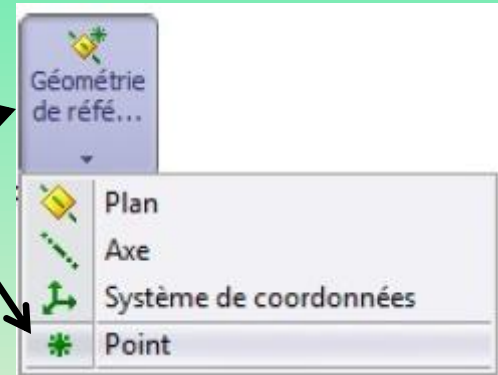 Géométrie
de réfé...
Plan
Axe
Système de coordonnées
Point